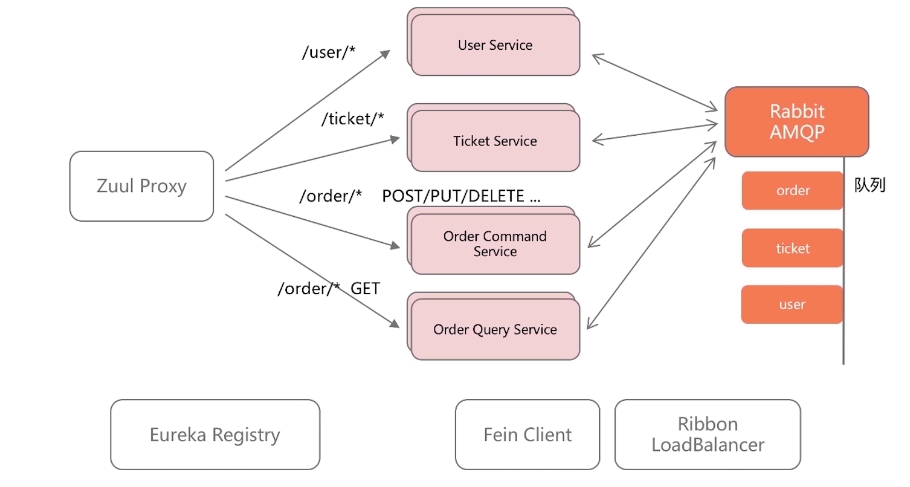 /user/*
User Service
/ticket/*
Ticket Service
Rabbit
AMQP
Zuul Proxy
/order/* POST/PUT/DELETE ...
Order Command
Service
/order/* GET
Order Query Service
队列
order
ticket
user
Eureka Registry
Fein Client
Ribbon
LoadBalancer